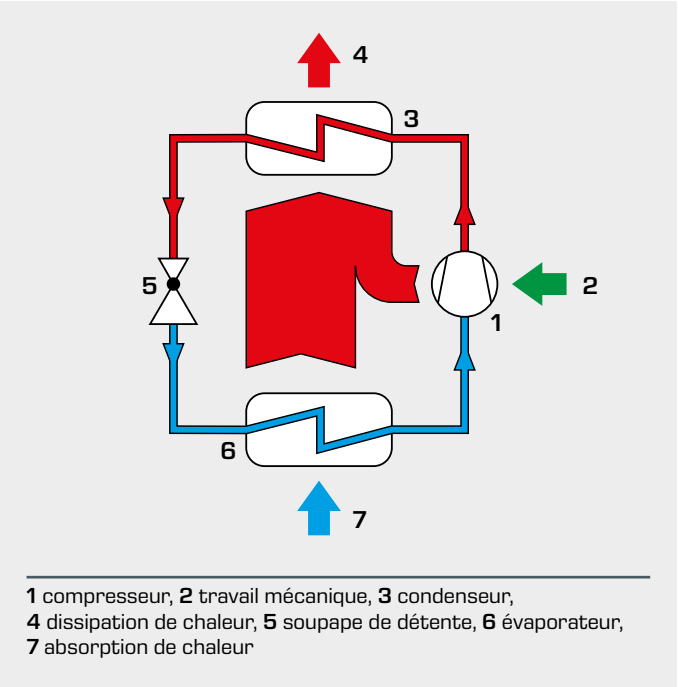 4
3
5
2
1
6
7
1 compresseur, 2 travail mécanique, 3 condenseur,
4 dissipation de chaleur, 5 soupape de détente, 6 évaporateur,
7 absorption de chaleur